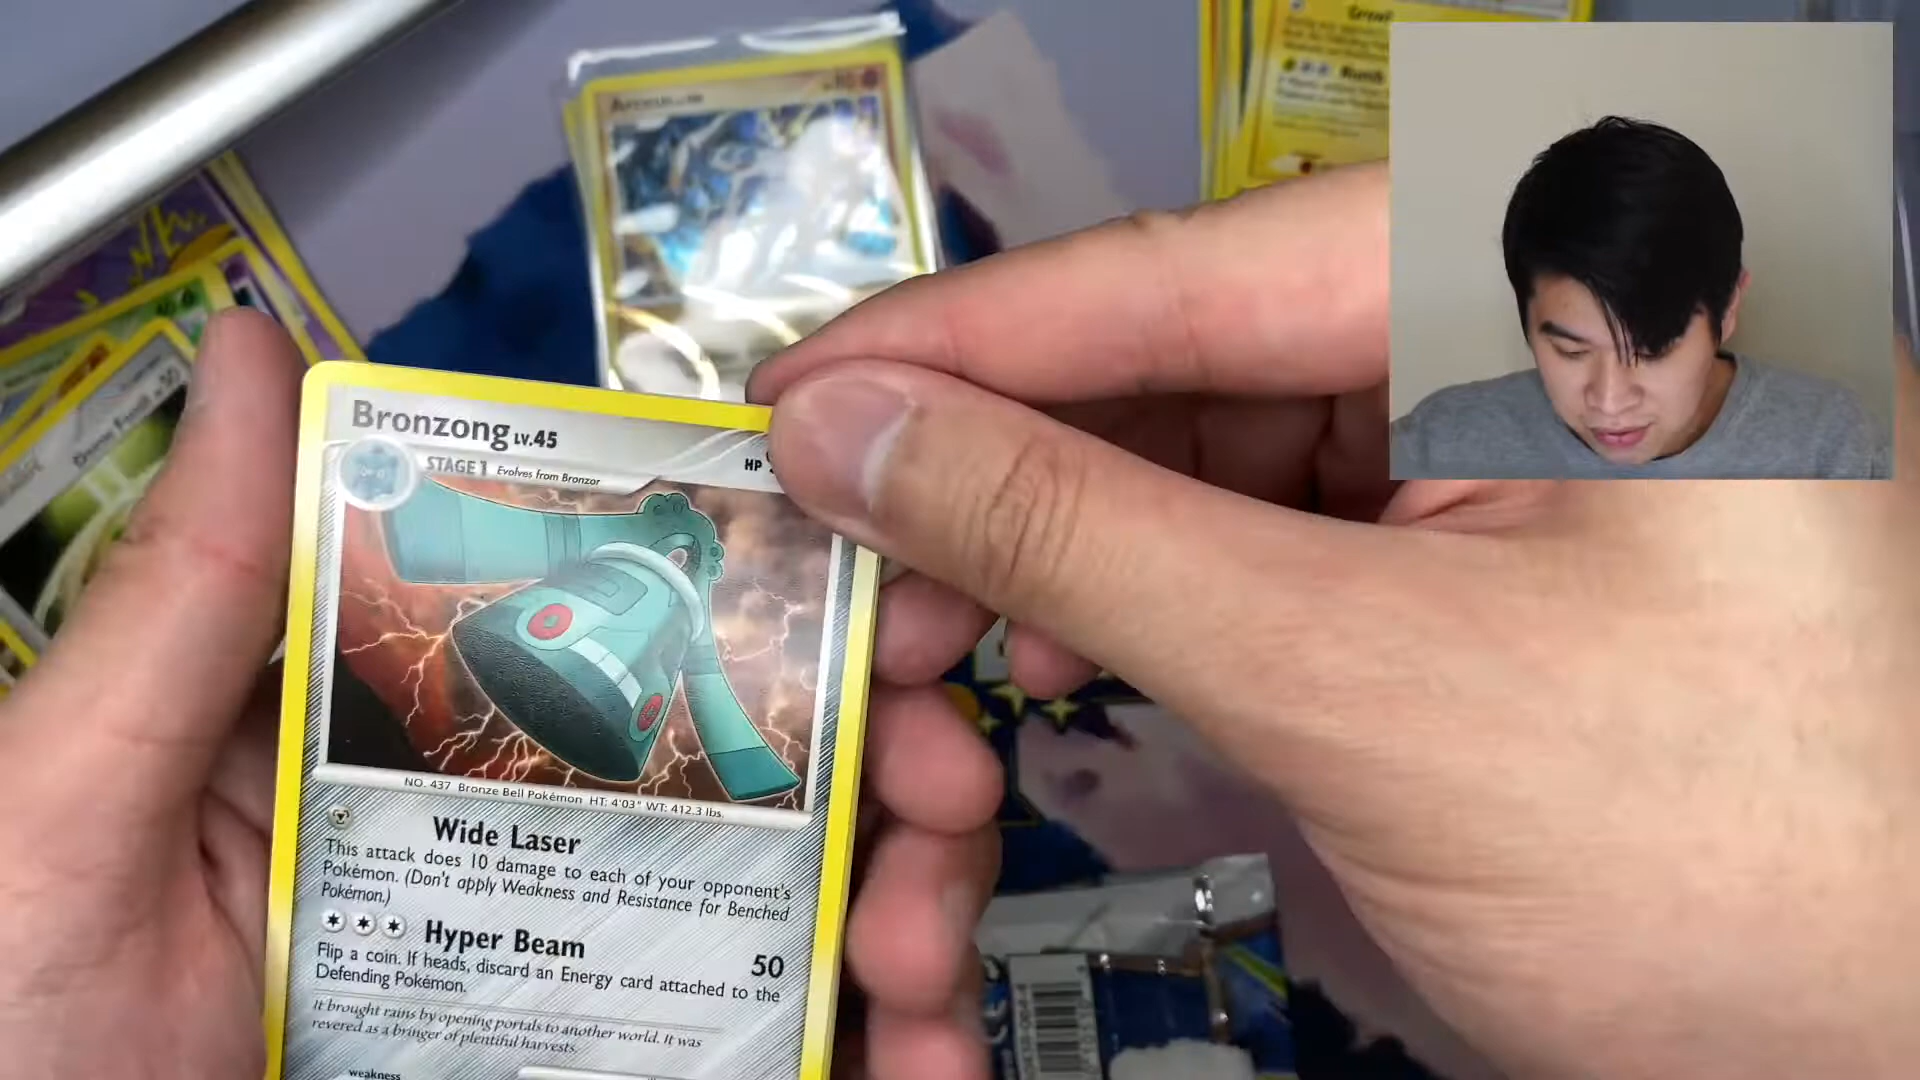 Arceus
Bronzong LV.45
STAGE 1 Evolves from Bronzor
HP
NO. 437 Bronze Bell Pokémon HT: 4'03" WT: 412.3 lbs.
Wide Laser
This attack does 10 damage to each of your opponent's
Pokémon. (Don't apply Weakness and Resistance for Benched
Pokémon.)
Hyper Beam
50
Flip a coin. If heads, discard an Energy card attached to the
Defending Pokémon.
It brought rains by opening portals to another world. It was
revered as a bringer of plentiful harvests.
weakness